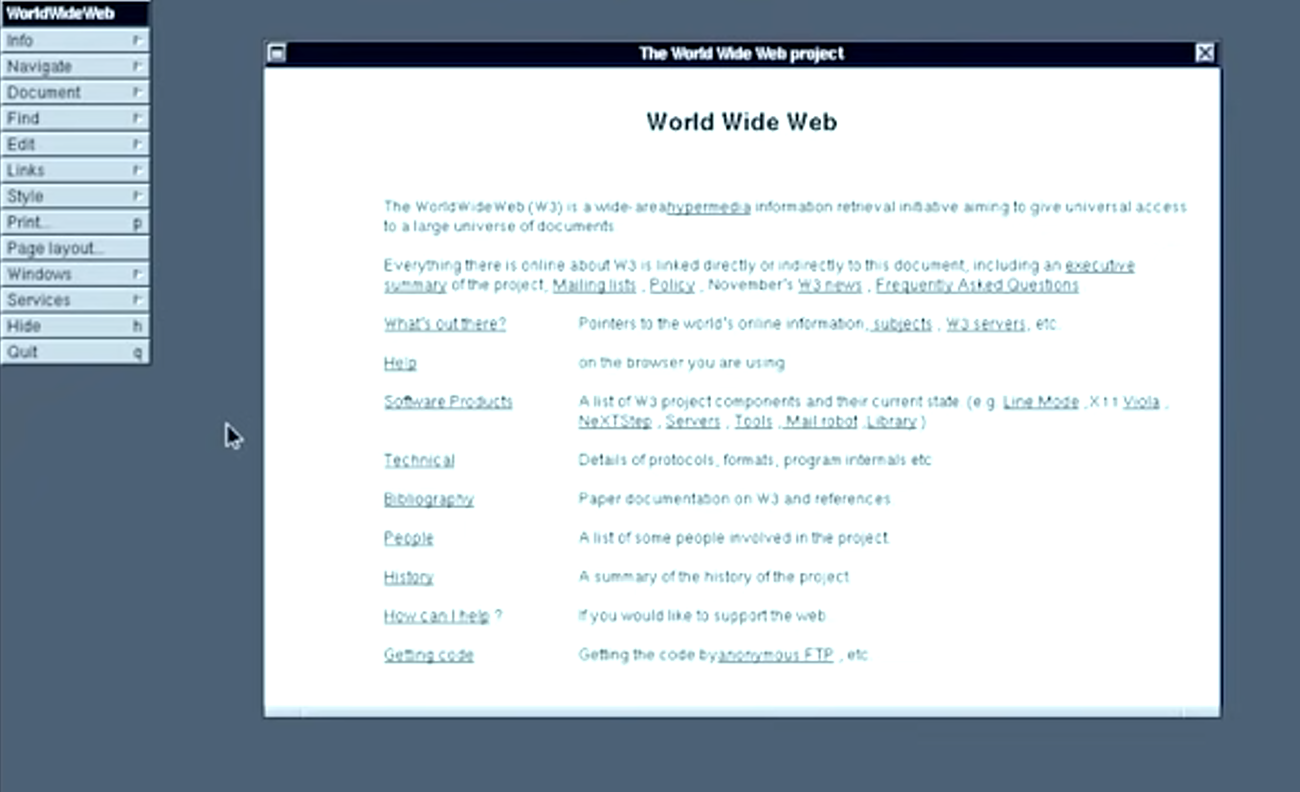 WorldWideWeb
Info
Navigate
Document
Find
Edit
Links
Style
Print... p
Page layout...
Windows
Services
Hide h
Quit q
The World Wide Web project
World Wide Web
The WorldWideWeb (W3) is a wide-area hypermedia information retrieval initiative aiming to give universal access
to a large universe of documents.
Everything there is online about W3 is linked directly or indirectly to this document, including an executive
summary of the project, Mailing lists , Policy , November's W3 news , Frequently Asked Questions
What's out there? Pointers to the world's online information, subjects , W3 servers, etc.
Help on the browser you are using
Software Products A list of W3 project components and their current state. (e.g. Line Mode ,X11 Viola ,
NeXTStep , Servers , Tools , Mail robot ,Library )
Technical Details of protocols, formats, program internals etc
Bibliography Paper documentation on W3 and references
People A list of some people involved in the project.
History A summary of the history of the project
How can I help ? If you would like to support the web
Getting code Getting the code by anonymous FTP , etc.